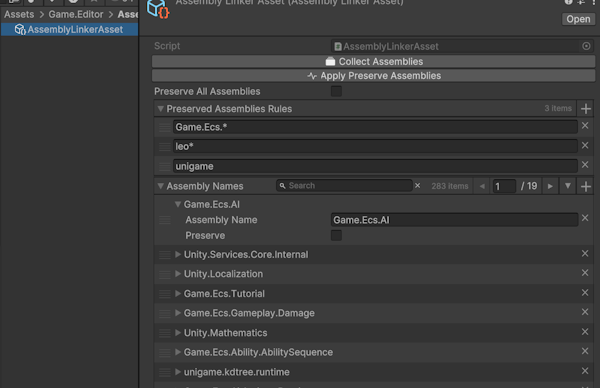 Assembly Linker Asset (Assembly Linker Asset)
Open
Assets > Game.Editor > Asse
AssemblyLinkerAsset
Script AssemblyLinkerAsset
Collect Assemblies
Apply Preserve Assemblies
Preserve All Assemblies
Preserved Assemblies Rules 3 items
Game.Ecs.*
leo*
unigame
Assembly Names Search 283 items 1 / 19
Game.Ecs.AI
Assembly Name Game.Ecs.AI
Preserve
Unity.Services.Core.Internal
Unity.Localization
Game.Ecs.Tutorial
Game.Ecs.Gameplay.Damage
Unity.Mathematics
Game.Ecs.Ability.AbilitySequence
unigame.kdtree.runtime